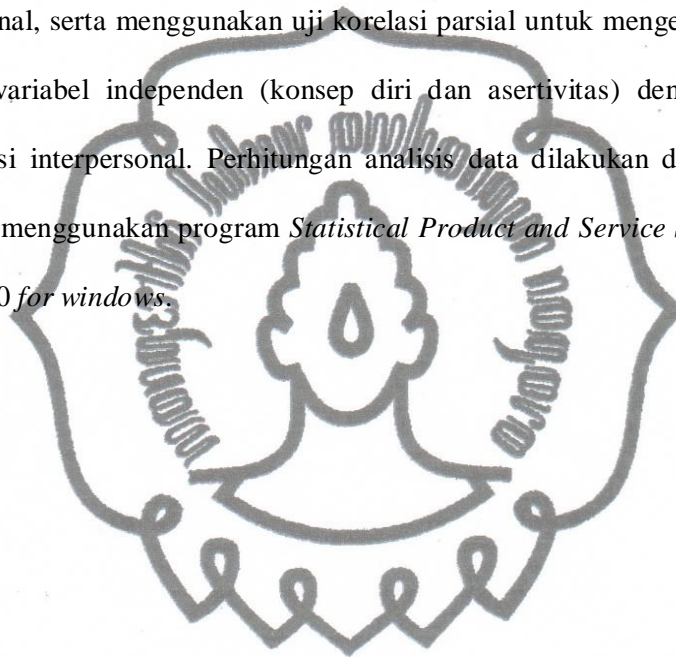 nal, serta menggunakan uji korelasi parsial untuk menge
variabel independen (konsep diri dan asertivitas) den
si interpersonal. Perhitungan analisis data dilakukan d
menggunakan program Statistical Product and Service
0 for windows.